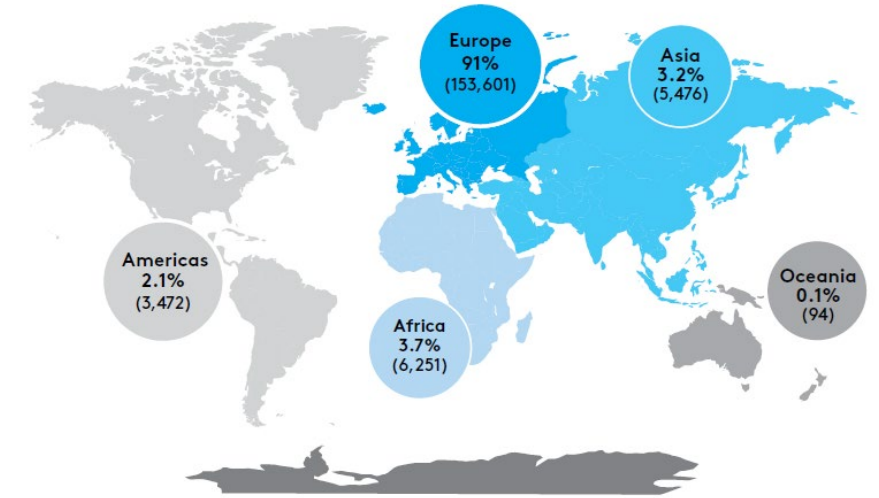 Europe
91%
(153,601)
Asia
3.2%
(5,476)
Americas
2.1%
(3,472)
Oceania
0.1%
(94)
Africa
3.7%
(6,251)